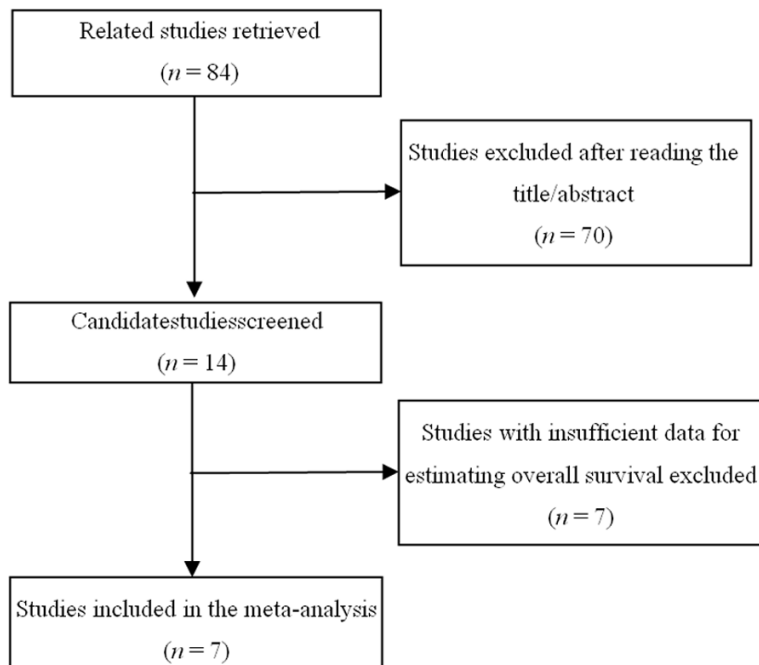 Related studies retrieved
(n = 84)
Studies excluded after reading the
title/abstract
(n = 70)
Candidatestudiesscreened
(n = 14)
Studies with insufficient data for
estimating overall survival excluded
(n = 7)
Studies included in the meta-analysis
(n = 7)